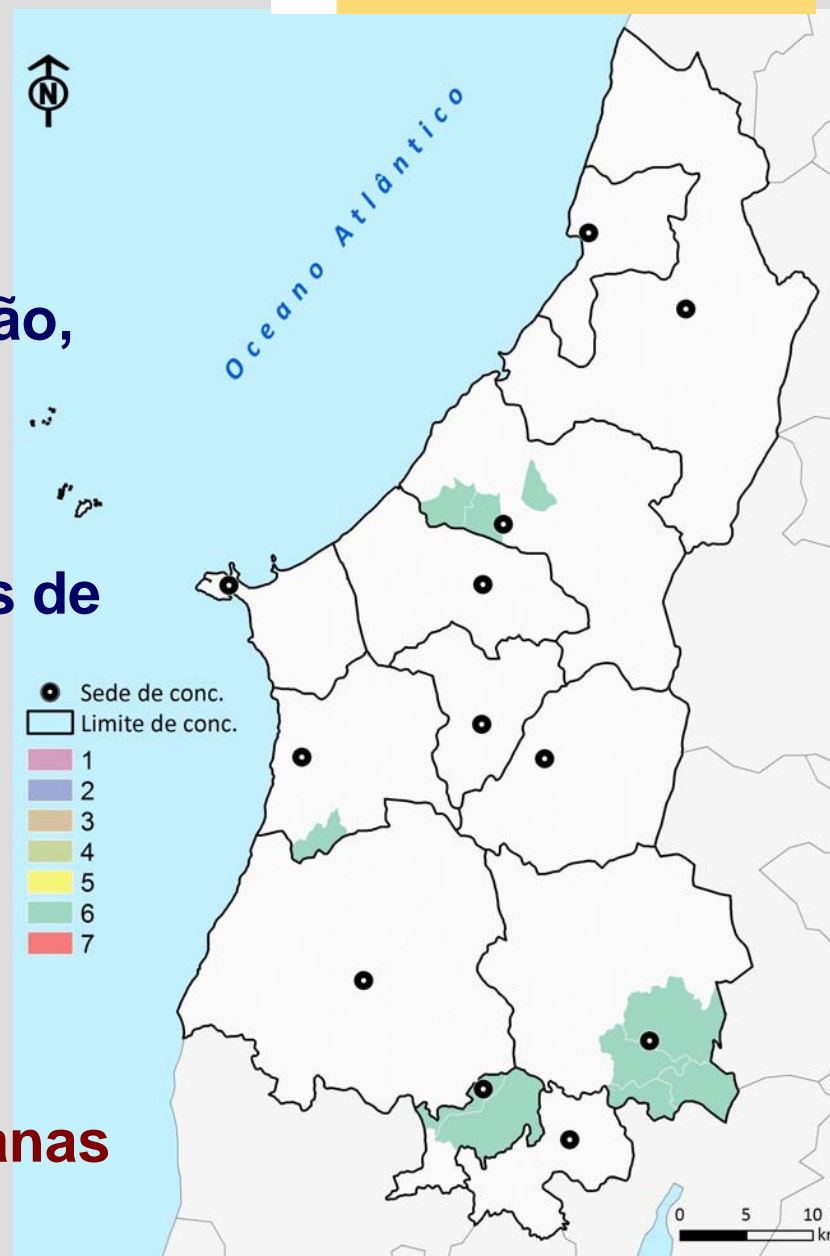 N
Oceano Atlântico
ão,
s de
Sede de conc.
Limite de conc.
1
2
3
4
5
6
7
anas
0 5 10
km